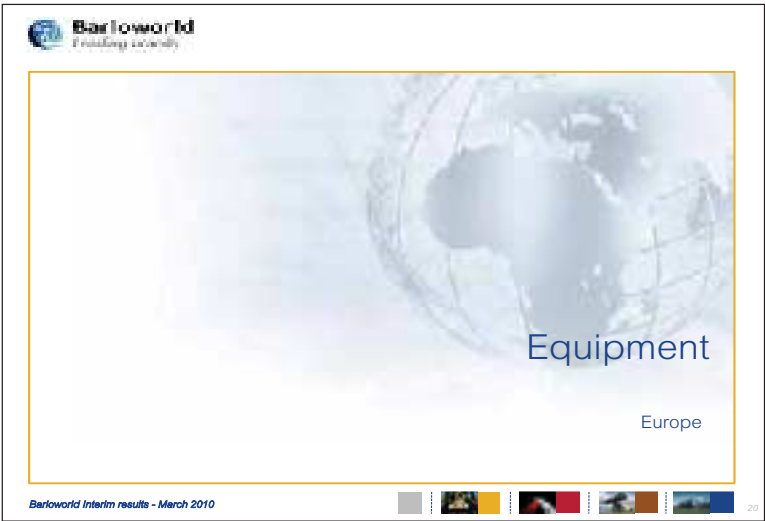 Barloworld
Equipment
Europe
Barloworld Interim results - March 2010
20